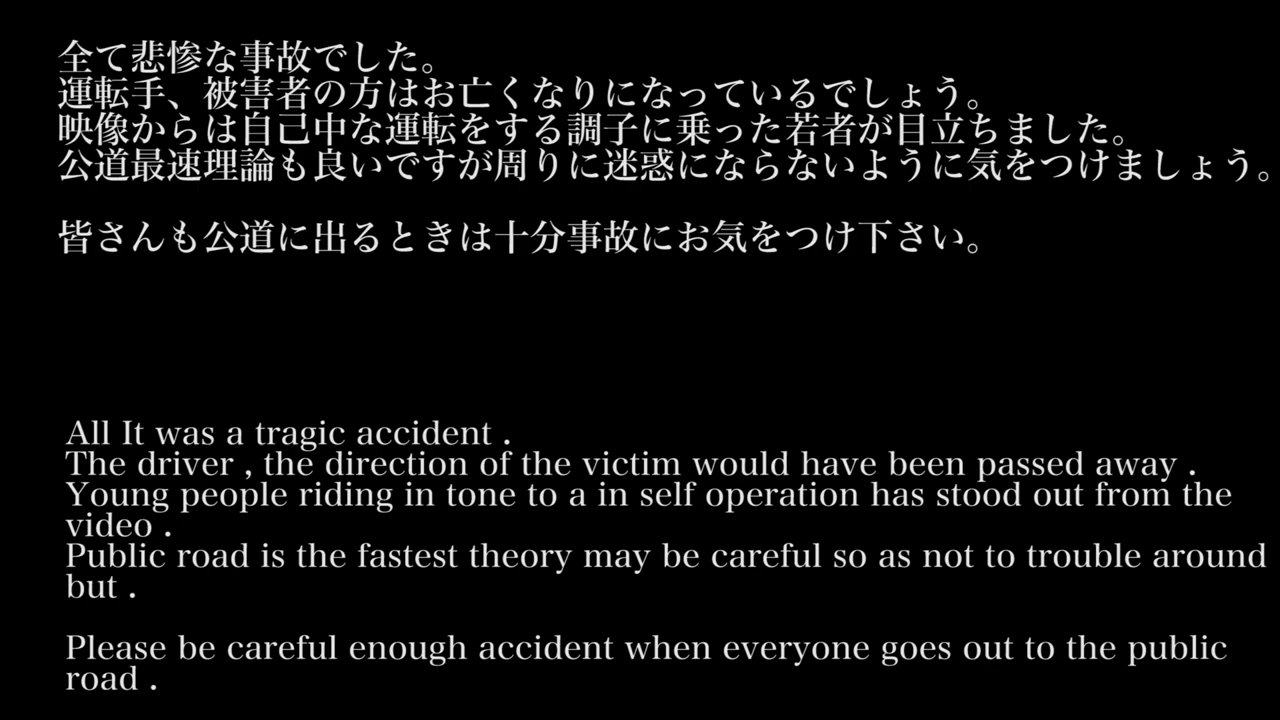 全て悲惨な事故でした。
運転手、被害者の方はお亡くなりになっているでしょう。
映像からは自己中な運転をする調子に乗った若者が目立ちました。
公道最速理論も良いですが周りに迷惑にならないように気をつけましょう。
皆さんも公道に出るときは十分事故にお気をつけ下さい。
All It was a tragic accident .
The driver , the direction of the victim would have been passed away .
Young people riding in tone to a in self operation has stood out from the
video .
Public road is the fastest theory may be careful so as not to trouble around
but .
Please be careful enough accident when everyone goes out to the public
road .